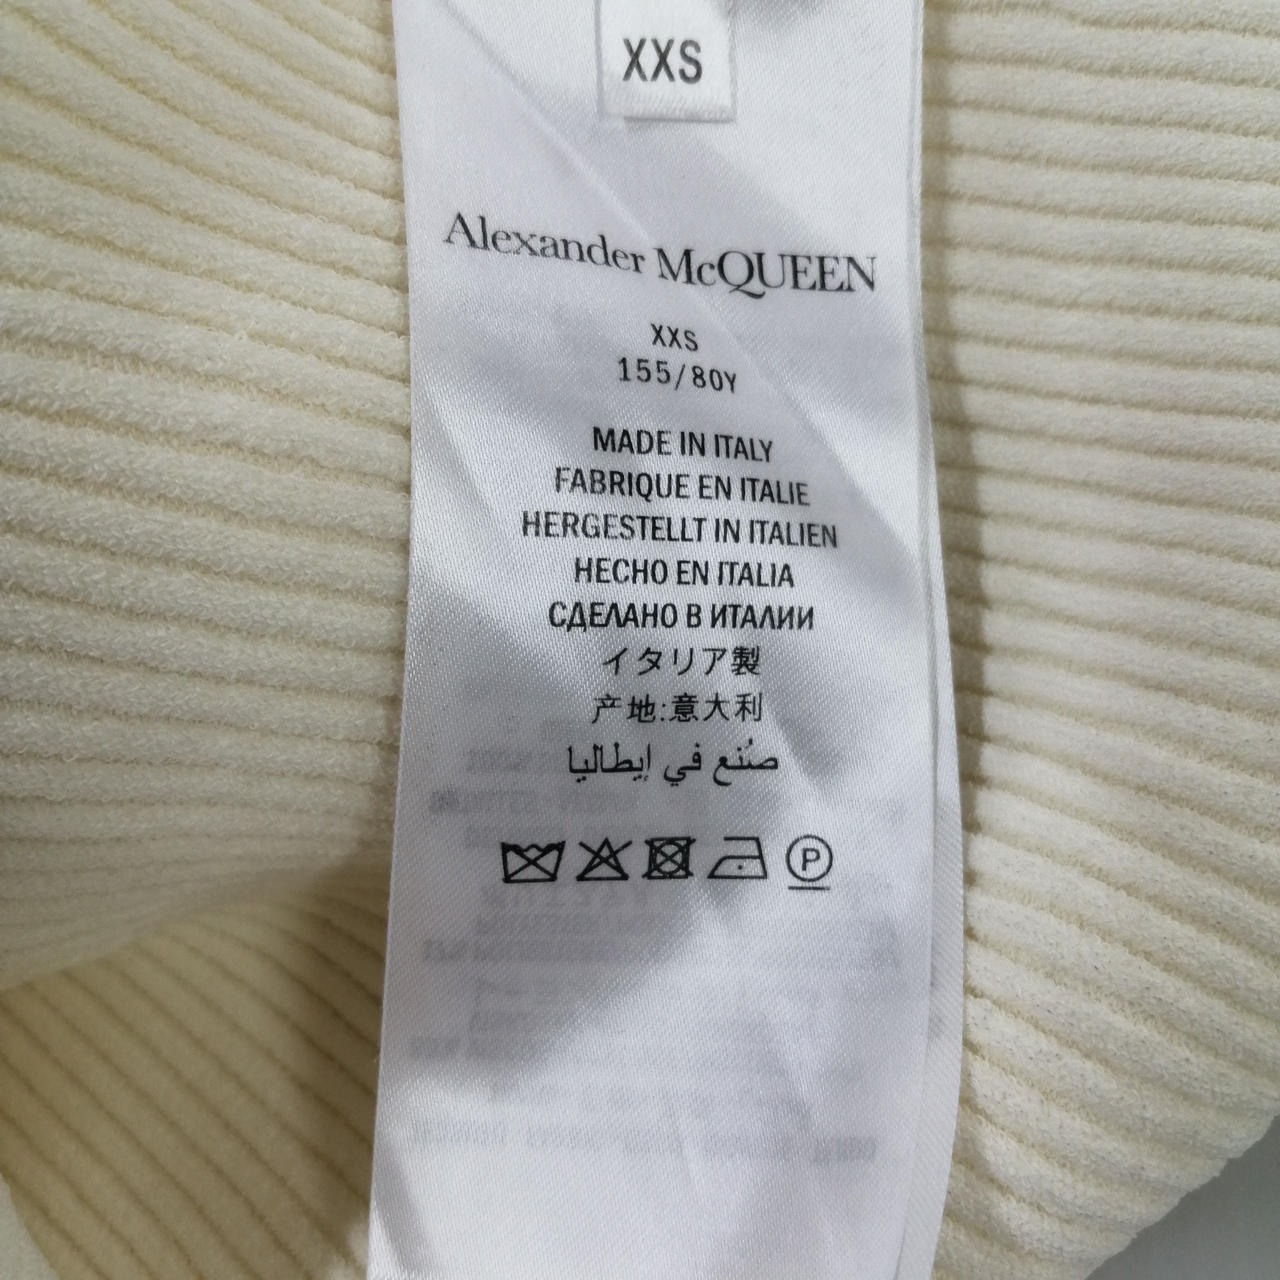 XXS
Alexander McQUEEN
XXS
155/80Y
MADE IN ITALY
FABRIQUE EN ITALIE
HERGESTELLT IN ITALIEN
HECHO EN ITALIA
СДЕЛАНО В ИТАЛИИ
イタリア製
产地:意大利
صُنع في إيطاليا
P